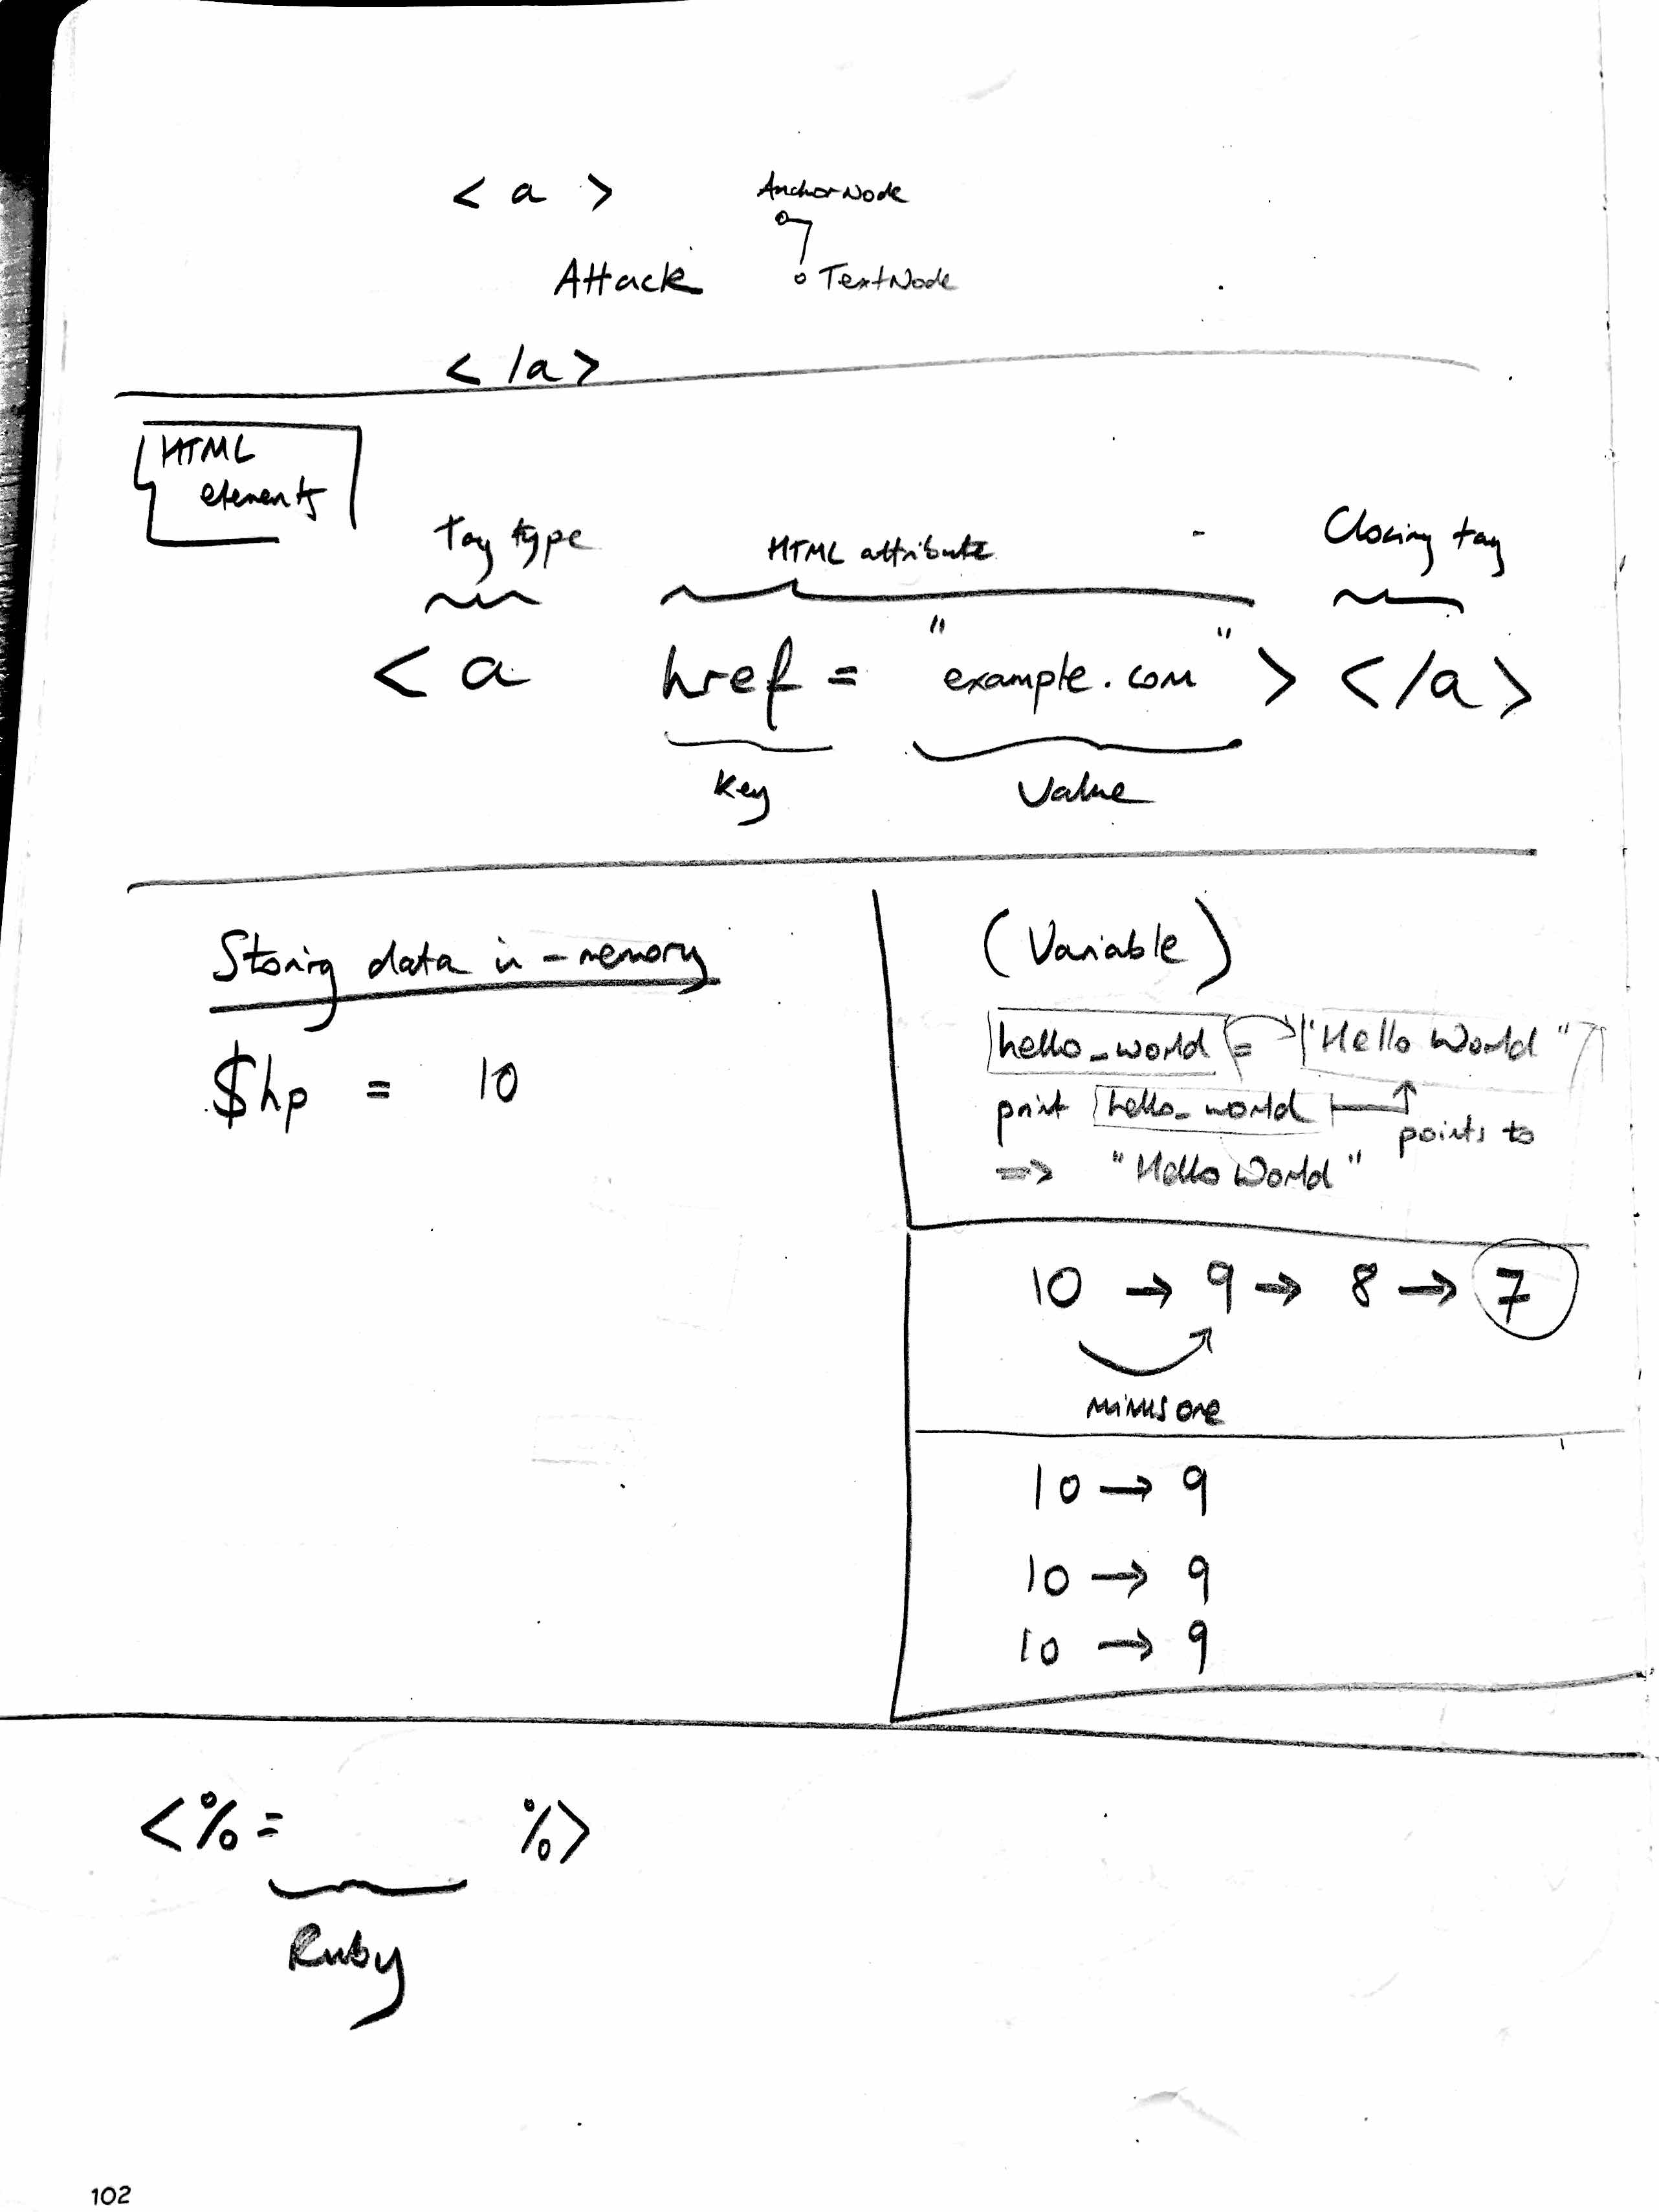 <a>
AnchorNode
Attack
TextNode
</a>
HTML
elements
Tag type
HTML attribute
Closing tag
<a href = "example.com" > </a>
Key
Value
Storing data in-memory
$hp = 10
(Variable)
hello_world = "Hello World"
print hello_world
points to
=> "Hello World"
10 → 9 → 8 → 7
minus one
10 → 9
10 → 9
10 → 9
<%= %>
Ruby
102